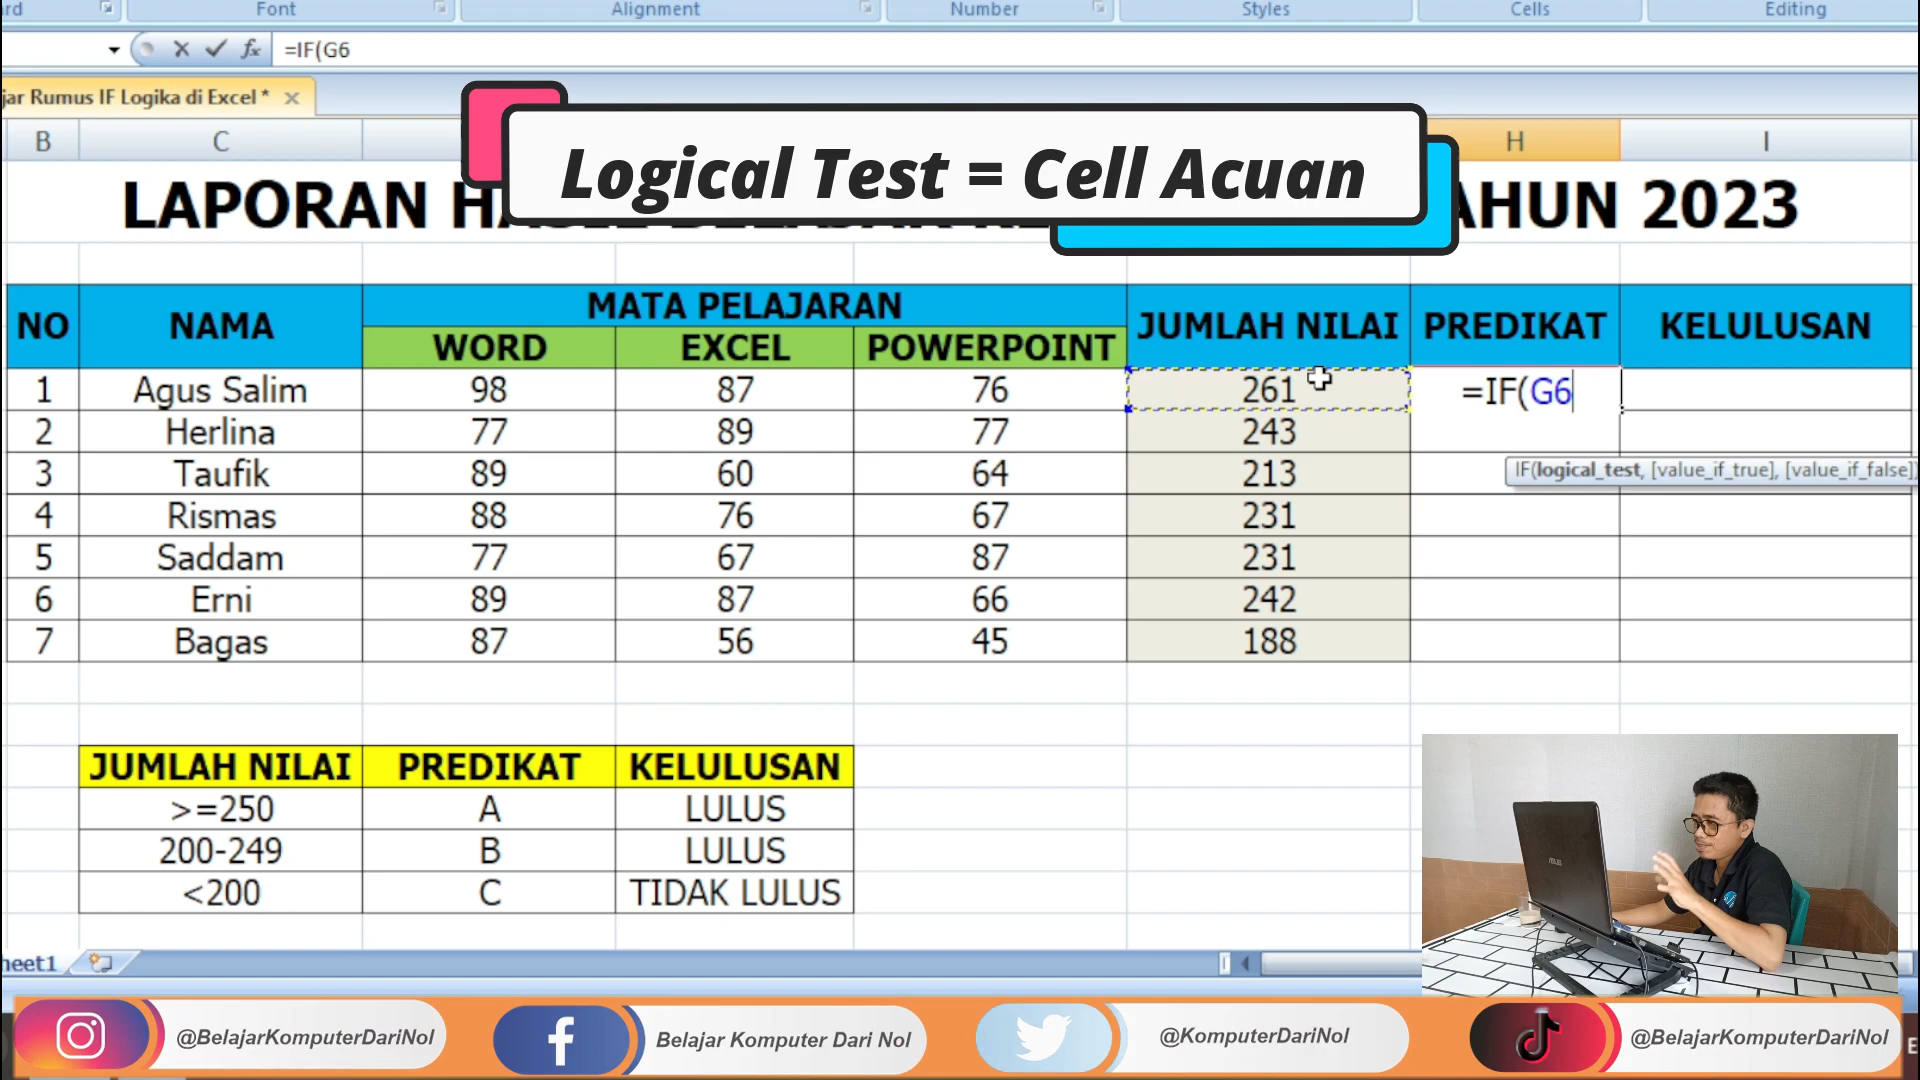 Font Alignment Number Styles Cells Editing
=IF(G6
jar Rumus IF Logika di Excel *
B C H I
Logical Test = Cell Acuan
LAPORAN AHUN 2023
NO NAMA MATA PELAJARAN JUMLAH NILAI PREDIKAT KELULUSAN
WORD EXCEL POWERPOINT
1 Agus Salim 98 87 76 261 =IF(G6
2 Herlina 77 89 77 243
IF(logical_test, [value_if_true], [value_if_false])
3 Taufik 89 60 64 213
4 Rismas 88 76 67 231
5 Saddam 77 67 87 231
6 Erni 89 87 66 242
7 Bagas 87 56 45 188
JUMLAH NILAI PREDIKAT KELULUSAN
>=250 A LULUS
200-249 B LULUS
<200 C TIDAK LULUS
ASUS
heet1
@BelajarKomputerDariNol
Belajar Komputer Dari Nol
@KomputerDariNol
@BelajarKomputerDariNol